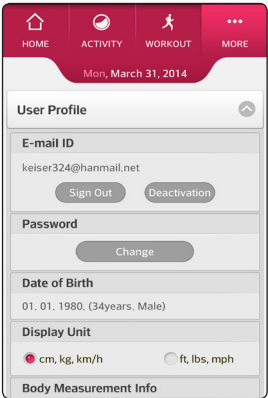 HOME ACTIVITY WORKOUT MORE
Mon, March 31, 2014
User Profile
E-mail ID
keiser324@hanmail.net
Sign Out Deactivation
Password
Change
Date of Birth
01. 01. 1980. (34years. Male)
Display Unit
cm, kg, km/h ft, lbs, mph
Body Measurement Info